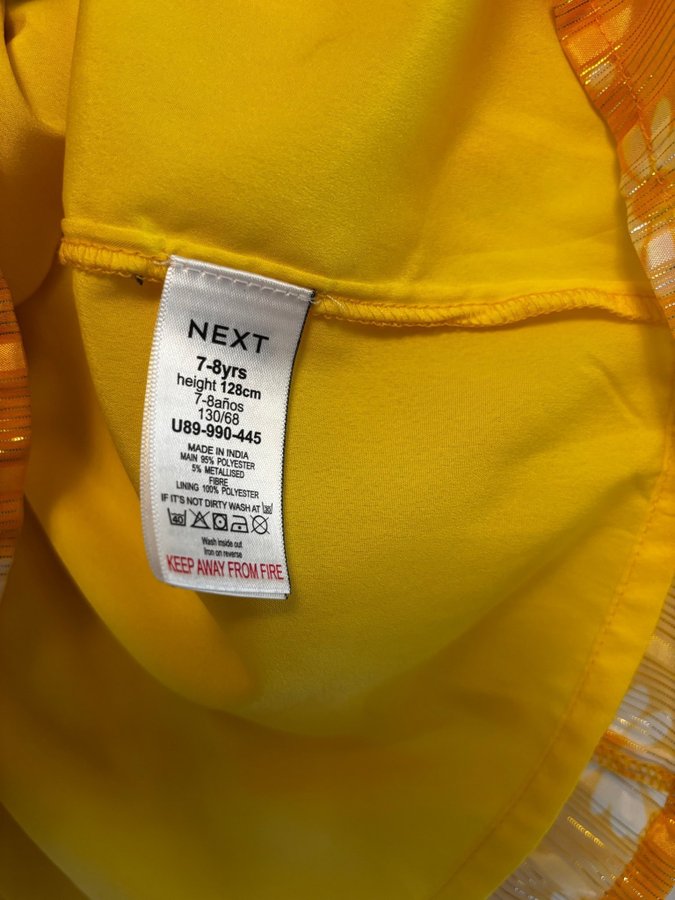 NEXT
7-8yrs
height 128cm
7-8años
130/68
U89-990-445
MADE IN INDIA
MAIN 95% POLYESTER
5% METALLISED
FIBRE
LINING 100% POLYESTER
IF IT'S NOT DIRTY WASH AT 30
40
Wash inside out
Iron on reverse
KEEP AWAY FROM FIRE